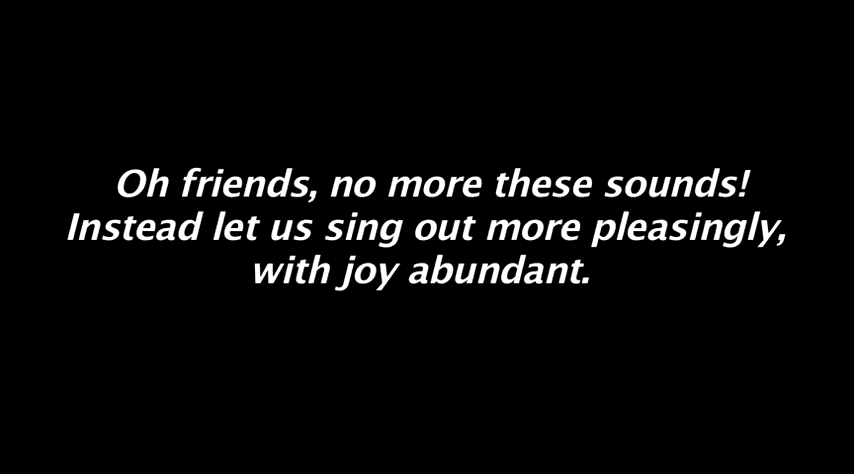 Oh friends, no more these sounds!
Instead let us sing out more pleasingly,
with joy abundant.